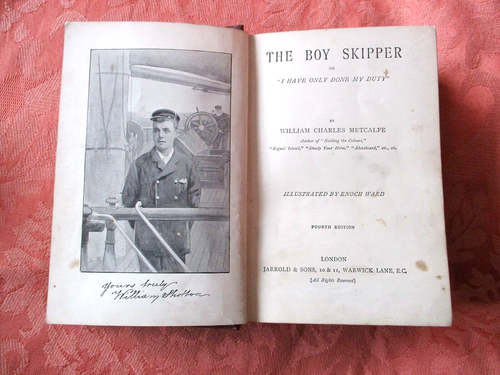 Yours truly
William Shotton
THE BOY SKIPPER
OR
"I HAVE ONLY DONE MY DUTY"
BY
WILLIAM CHARLES METCALFE
Author of "Nailing the Colours,"
"Rogues' Island," "Steady Your Helm," "Aboveboard," etc., etc.
ILLUSTRATED BY ENOCH WARD
FOURTH EDITION
LONDON
JARROLD & SONS, 10 & 11, WARWICK LANE, E.C.
[All Rights Reserved]